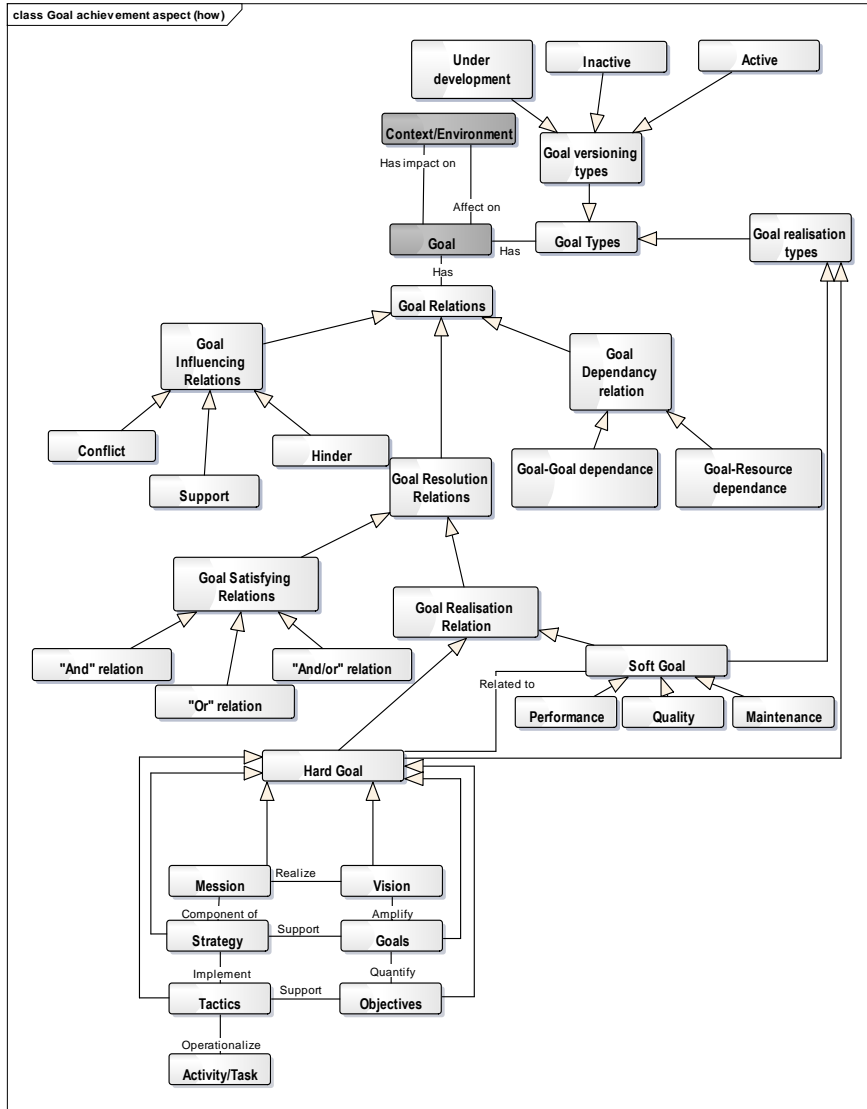 class Goal achievement aspect (how)
Under
development
Inactive
Active
Context/Environment
Has impact on
Goal versioning
types
Affect on
Goal
Has
Goal Types
Goal realisation
types
Has
Goal Relations
Goal
Influencing
Relations
Goal
Dependancy
relation
Conflict
Hinder
Support
Goal Resolution
Relations
Goal-Goal dependance
Goal-Resource
dependance
Goal Satisfying
Relations
Goal Realisation
Relation
"And" relation
"And/or" relation
"Or" relation
Soft Goal
Related to
Performance
Quality
Maintenance
Hard Goal
Mession
Realize
Vision
Component of
Amplify
Strategy
Support
Goals
Implement
Quantify
Tactics
Support
Objectives
Operationalize
Activity/Task